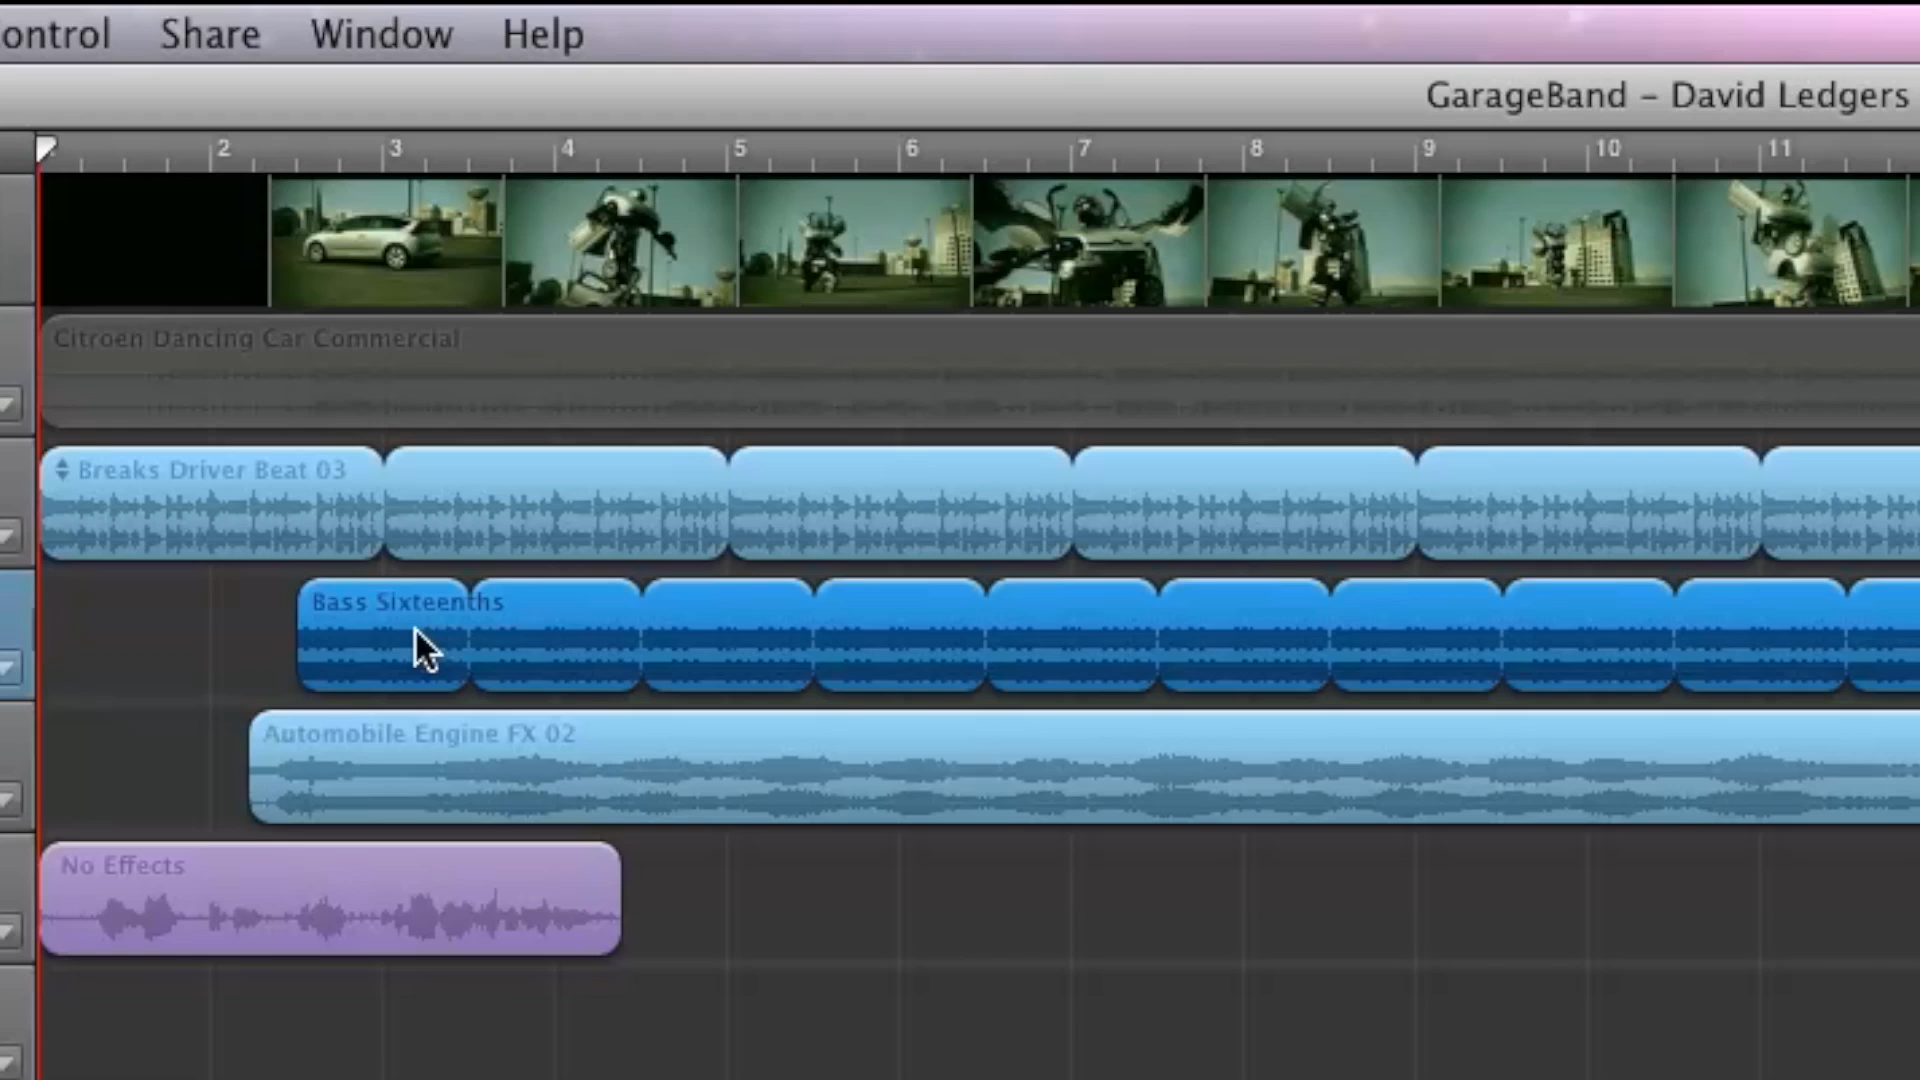 ontrol Share Window Help
GarageBand – David Ledgers
2 3 4 5 6 7 8 9 10 11
Citroen Dancing Car Commercial
Breaks Driver Beat 03
Bass Sixteenths
Automobile Engine FX 02
No Effects